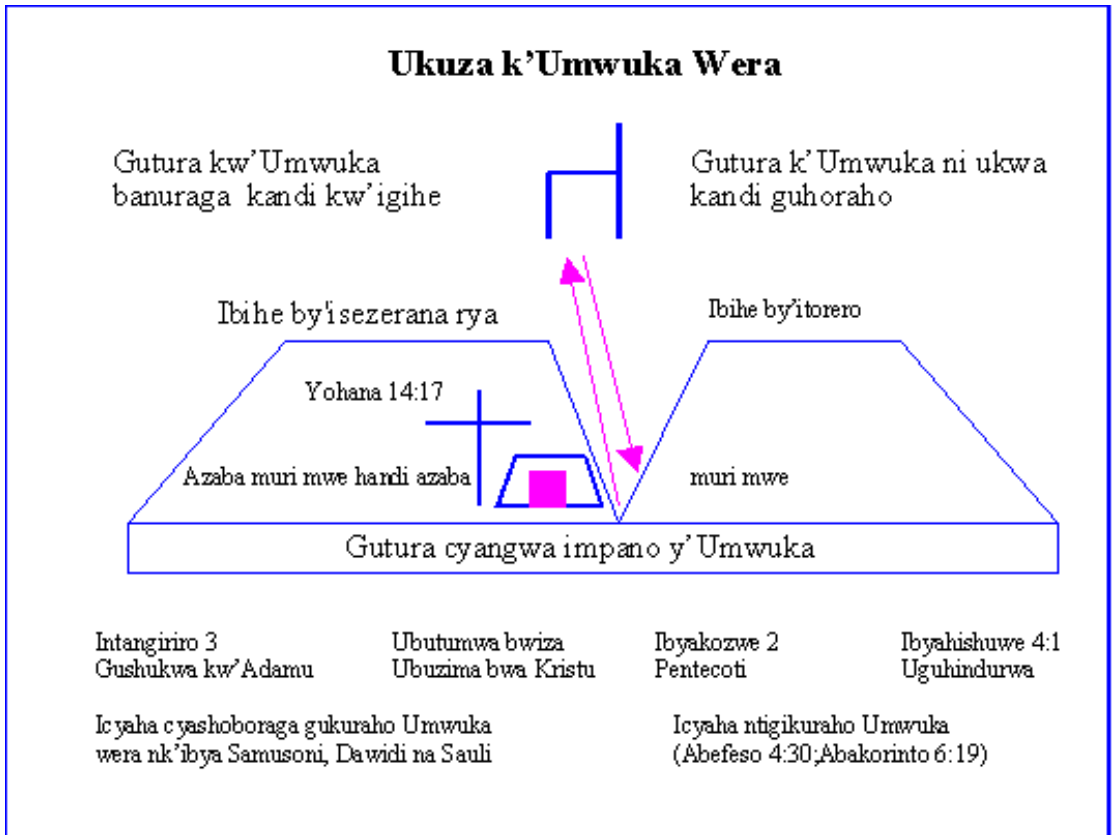 Ukuza k’Umwuka Wera
Gutura kw’Umwuka
banuraga kandi kw’igihe
Gutura k’Umwuka ni ukwa
kandi guhoraho
Ibihe by'isezerana rya
Ibihe by’itorero
Yohana 14:17
Azaba muri mwe handi azaba
muri mwe
Gutura cyangwa impano y’Umwuka
Intangiriro 3
Gushukwa kw’Adamu
Ubutumwa bwiza
Ubuzima bwa Kristu
Ibyakozwe 2
Pentecoti
Ibyahishuwe 4:1
Uguhindurwa
Icyaha cyashoboraga gukuraho Umwuka
wera nk’ibya Samusoni, Dawidi na Sauli
Icyaha ntigikuraho Umwuka
(Abefeso 4:30;Abakorinto 6:19)